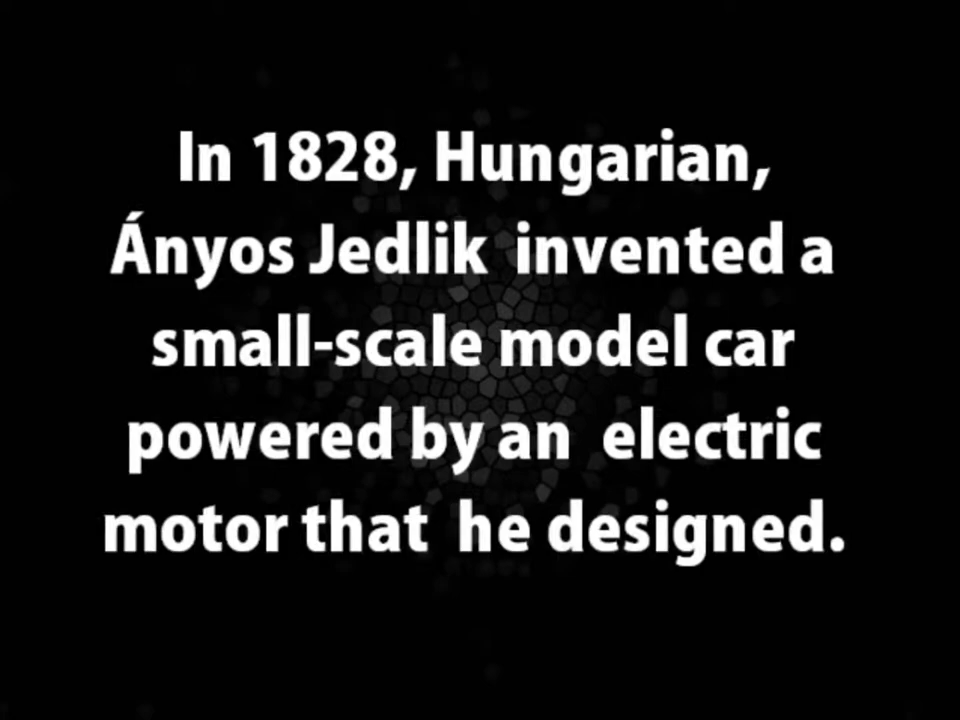 In 1828, Hungarian,
Ányos Jedlik invented a
small-scale model car
powered by an electric
motor that he designed.